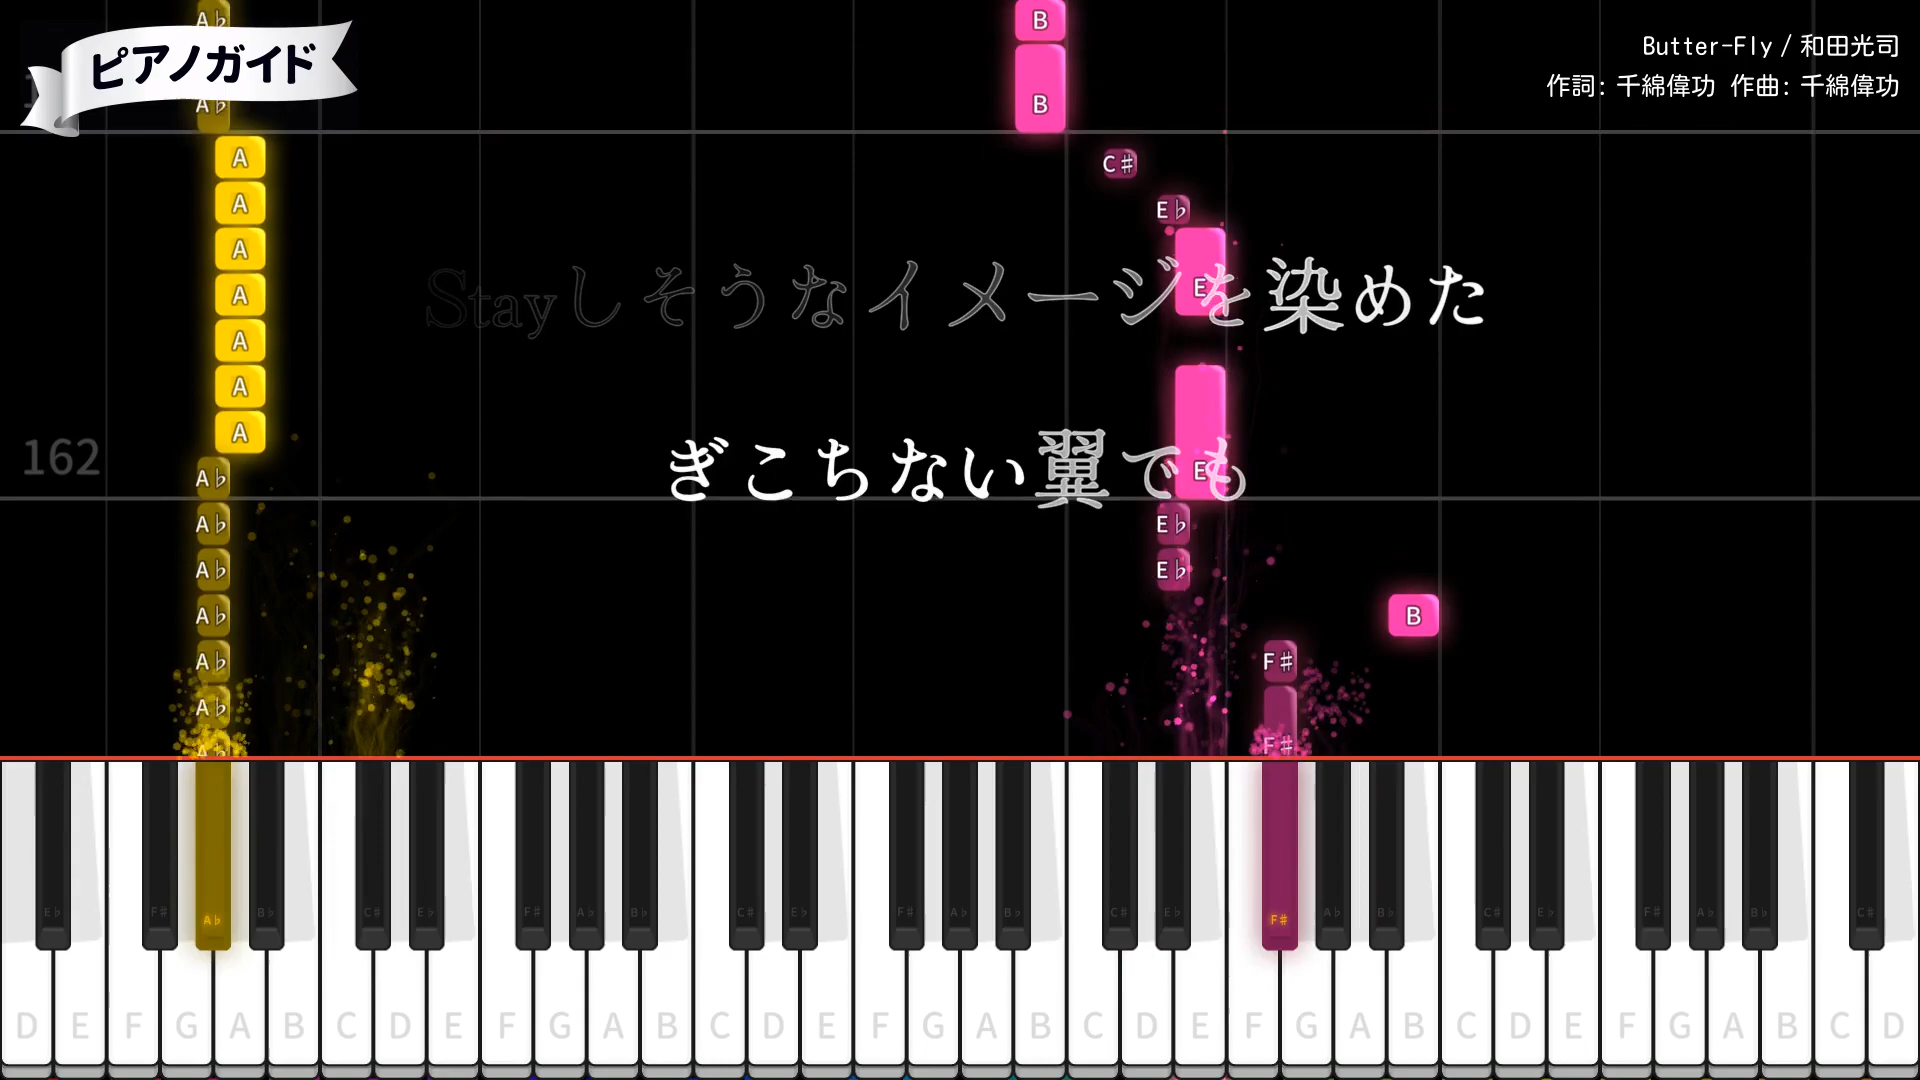 ピアノガイド
Butter-Fly / 和田光司
作詞: 千綿偉功 作曲: 千綿偉功
A♭
B
A♭
B
A
C♯
A
E♭
A
Stayしそうなイメージを染めた
E
A
A
A
A
162
ぎこちない翼でも
E
A♭
A♭
E♭
A♭
E♭
A♭
B
A♭
F♯
A♭
A♭
F♯
E♭ F♯ A♭ B♭ C♯ E♭ F♯ A♭ B♭ C♯ E♭ F♯ A♭ B♭ C♯ E♭ F♯ A♭ B♭ C♯ E♭ F♯ A♭ B♭ C♯
D E F G A B C D E F G A B C D E F G A B C D E F G A B C D E F G A B C D